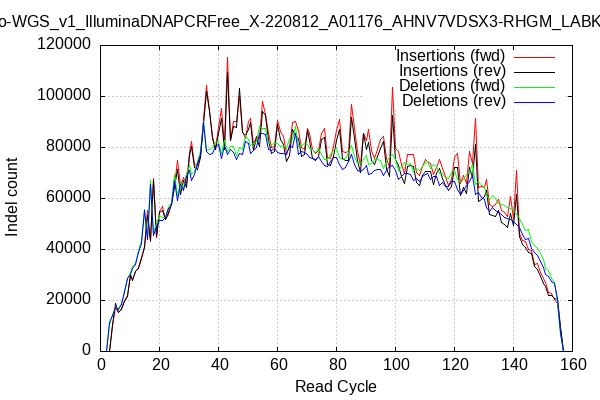 o-WGS_v1_IlluminaDNAPCRFree_X-220812_A01176_AHNV7VDSX3-RHGM_LABK
Insertions (fwd)
Insertions (rev)
Deletions (fwd)
Deletions (rev)
120000
100000
80000
60000
40000
20000
0
Indel count
0 20 40 60 80 100 120 140 160
Read Cycle